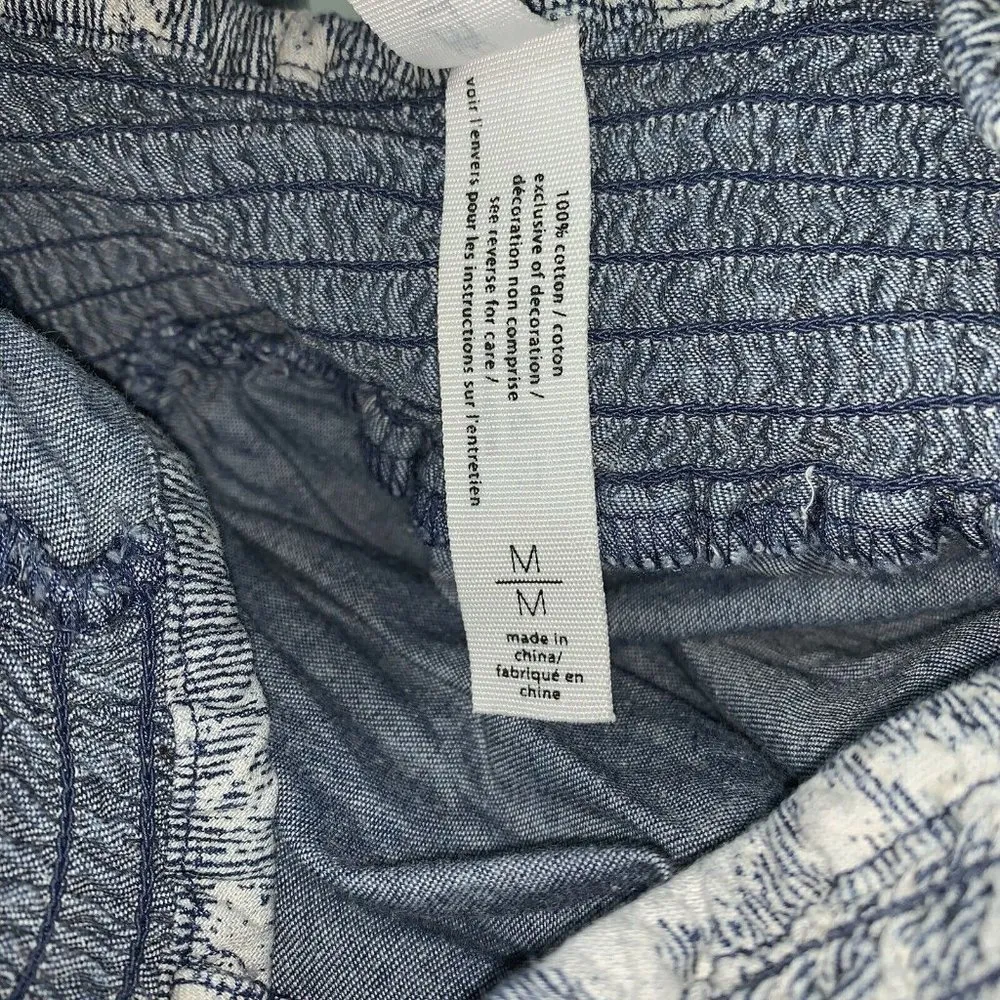 100% cotton / coton
exclusive of decoration /
décoration non comprise
see reverse for care /
voir l'envers pour les instructions sur l'entretien
M
M
made in
china/
fabriqué en
chine